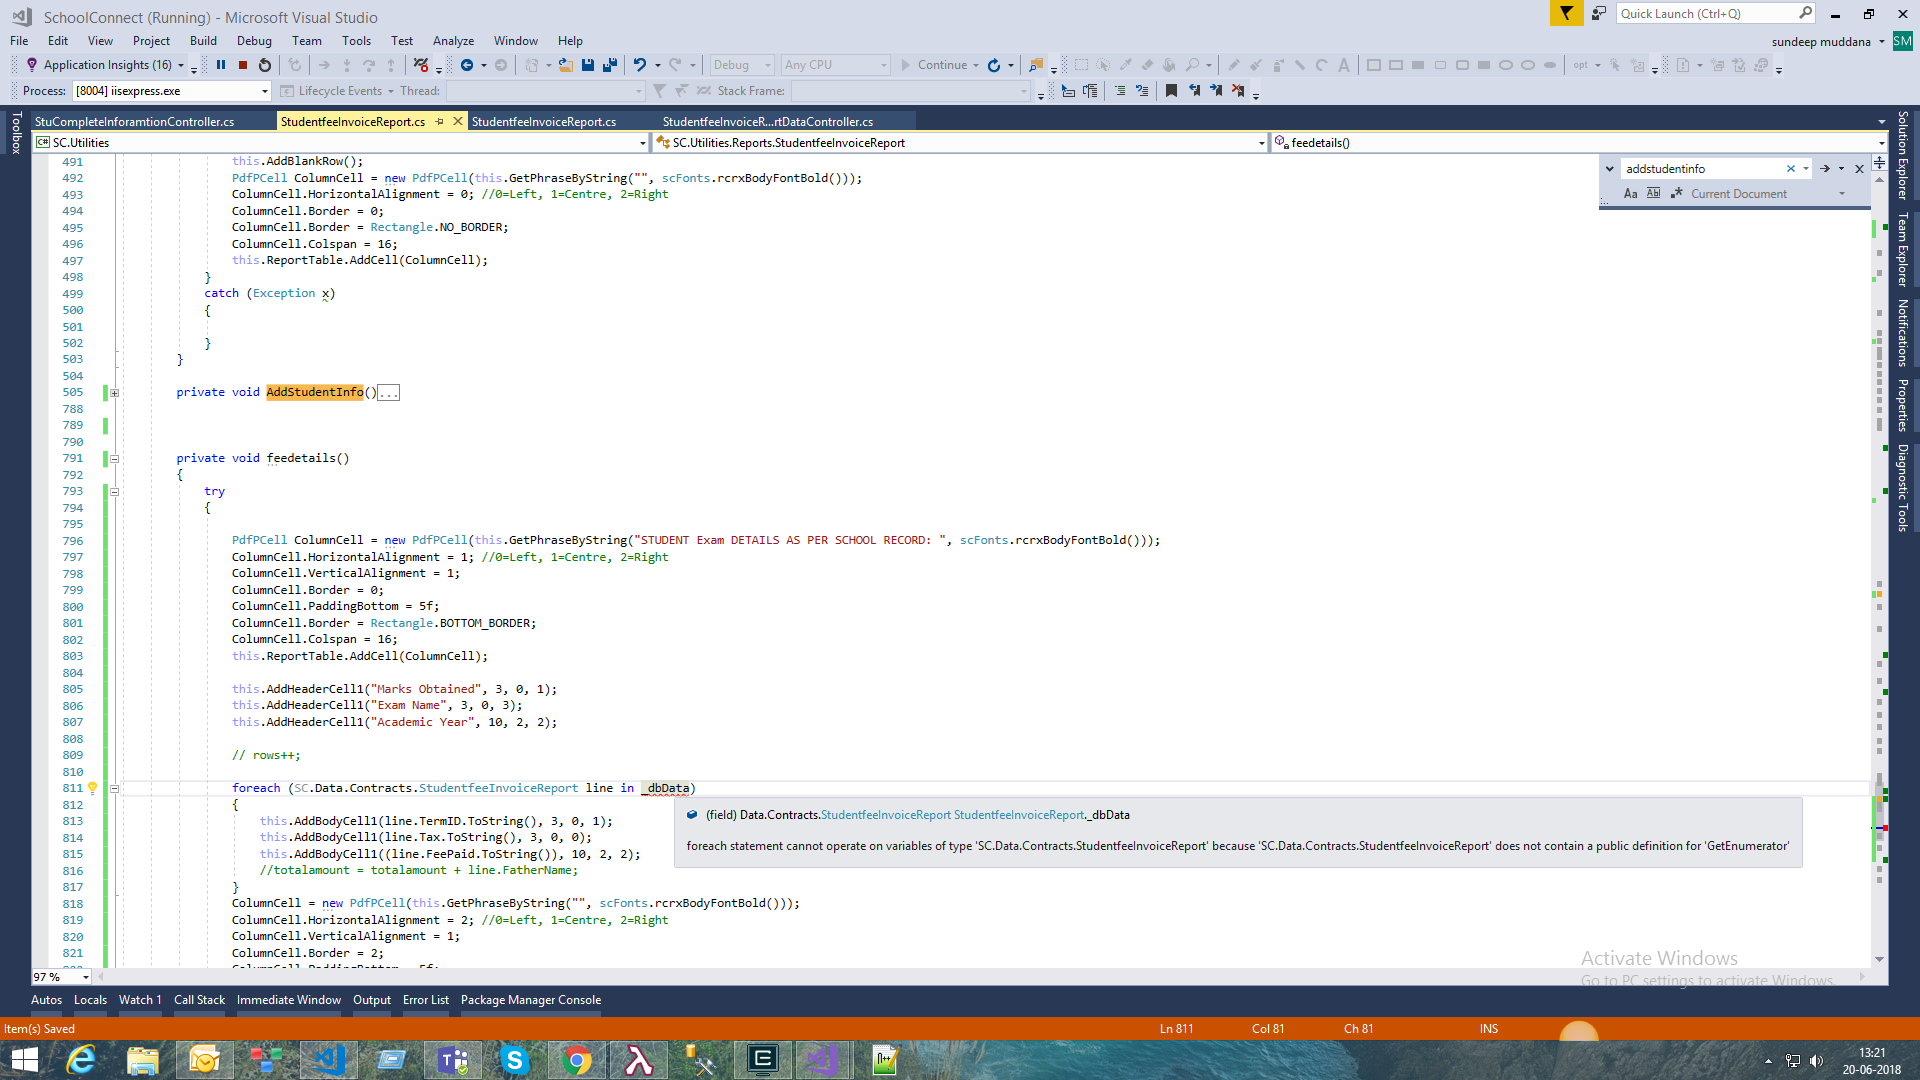 SchoolConnect (Running) - Microsoft Visual Studio
Quick Launch (Ctrl+Q)
File Edit View Project Build Debug Team Tools Test Analyze Window Help
sundeep muddana SM
Application Insights (16) Debug Any CPU Continue opt
Process: [8004] iisexpress.exe Lifecycle Events Thread: Stack Frame:
Toolbox
StuCompleteInforamtionController.cs StudentfeeInvoiceReport.cs StudentfeeInvoiceReport.cs StudentfeeInvoiceR...rtDataController.cs
C# SC.Utilities SC.Utilities.Reports.StudentfeeInvoiceReport feedetails()
addstudentinfo
Aa Ab Current Document
491 this.AddBlankRow();
492 PdfPCell ColumnCell = new PdfPCell(this.GetPhraseByString("", scFonts.rcrxBodyFontBold()));
493 ColumnCell.HorizontalAlignment = 0; //0=Left, 1=Centre, 2=Right
494 ColumnCell.Border = 0;
495 ColumnCell.Border = Rectangle.NO_BORDER;
496 ColumnCell.Colspan = 16;
497 this.ReportTable.AddCell(ColumnCell);
498 }
499 catch (Exception x)
500 {
501
502 }
503 }
504
505 private void AddStudentInfo()...
788
789
790
791 private void feedetails()
792 {
793 try
794 {
795
796 PdfPCell ColumnCell = new PdfPCell(this.GetPhraseByString("STUDENT Exam DETAILS AS PER SCHOOL RECORD: ", scFonts.rcrxBodyFontBold()));
797 ColumnCell.HorizontalAlignment = 1; //0=Left, 1=Centre, 2=Right
798 ColumnCell.VerticalAlignment = 1;
799 ColumnCell.Border = 0;
800 ColumnCell.PaddingBottom = 5f;
801 ColumnCell.Border = Rectangle.BOTTOM_BORDER;
802 ColumnCell.Colspan = 16;
803 this.ReportTable.AddCell(ColumnCell);
804
805 this.AddHeaderCell1("Marks Obtained", 3, 0, 1);
806 this.AddHeaderCell1("Exam Name", 3, 0, 3);
807 this.AddHeaderCell1("Academic Year", 10, 2, 2);
808
809 // rows++;
810
811 foreach (SC.Data.Contracts.StudentfeeInvoiceReport line in _dbData)
812 {
813 this.AddBodyCell1(line.TermID.ToString(), 3, 0, 1);
814 this.AddBodyCell1(line.Tax.ToString(), 3, 0, 0);
815 this.AddBodyCell1((line.FeePaid.ToString()), 10, 2, 2);
816 //totalamount = totalamount + line.FatherName;
817 }
818 ColumnCell = new PdfPCell(this.GetPhraseByString("", scFonts.rcrxBodyFontBold()));
819 ColumnCell.HorizontalAlignment = 2; //0=Left, 1=Centre, 2=Right
820 ColumnCell.VerticalAlignment = 1;
821 ColumnCell.Border = 2;
(field) Data.Contracts.StudentfeeInvoiceReport StudentfeeInvoiceReport._dbData
foreach statement cannot operate on variables of type 'SC.Data.Contracts.StudentfeeInvoiceReport' because 'SC.Data.Contracts.StudentfeeInvoiceReport' does not contain a public definition for 'GetEnumerator'
Solution Explorer
Team Explorer
Notifications
Properties
Diagnostic Tools
Activate Windows
Go to PC settings to activate Windows.
97 %
Autos Locals Watch 1 Call Stack Immediate Window Output Error List Package Manager Console
Item(s) Saved Ln 811 Col 81 Ch 81 INS
13:21
20-06-2018